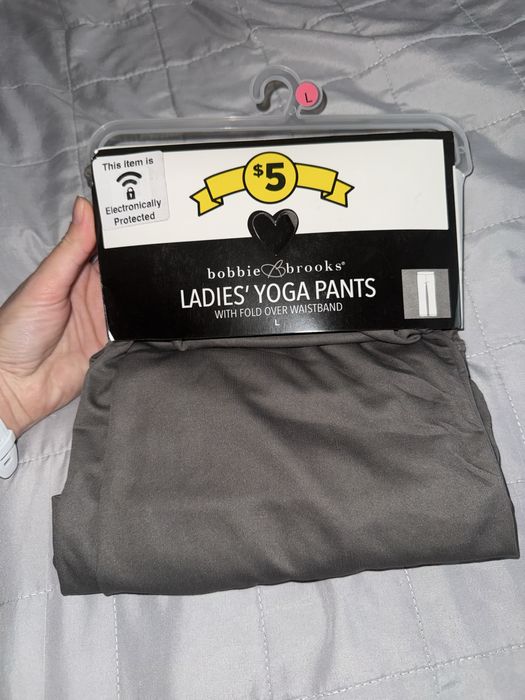 L
This item is
Electronically
Protected
$5
bobbie B brooks®
LADIES' YOGA PANTS
WITH FOLD OVER WAISTBAND
L